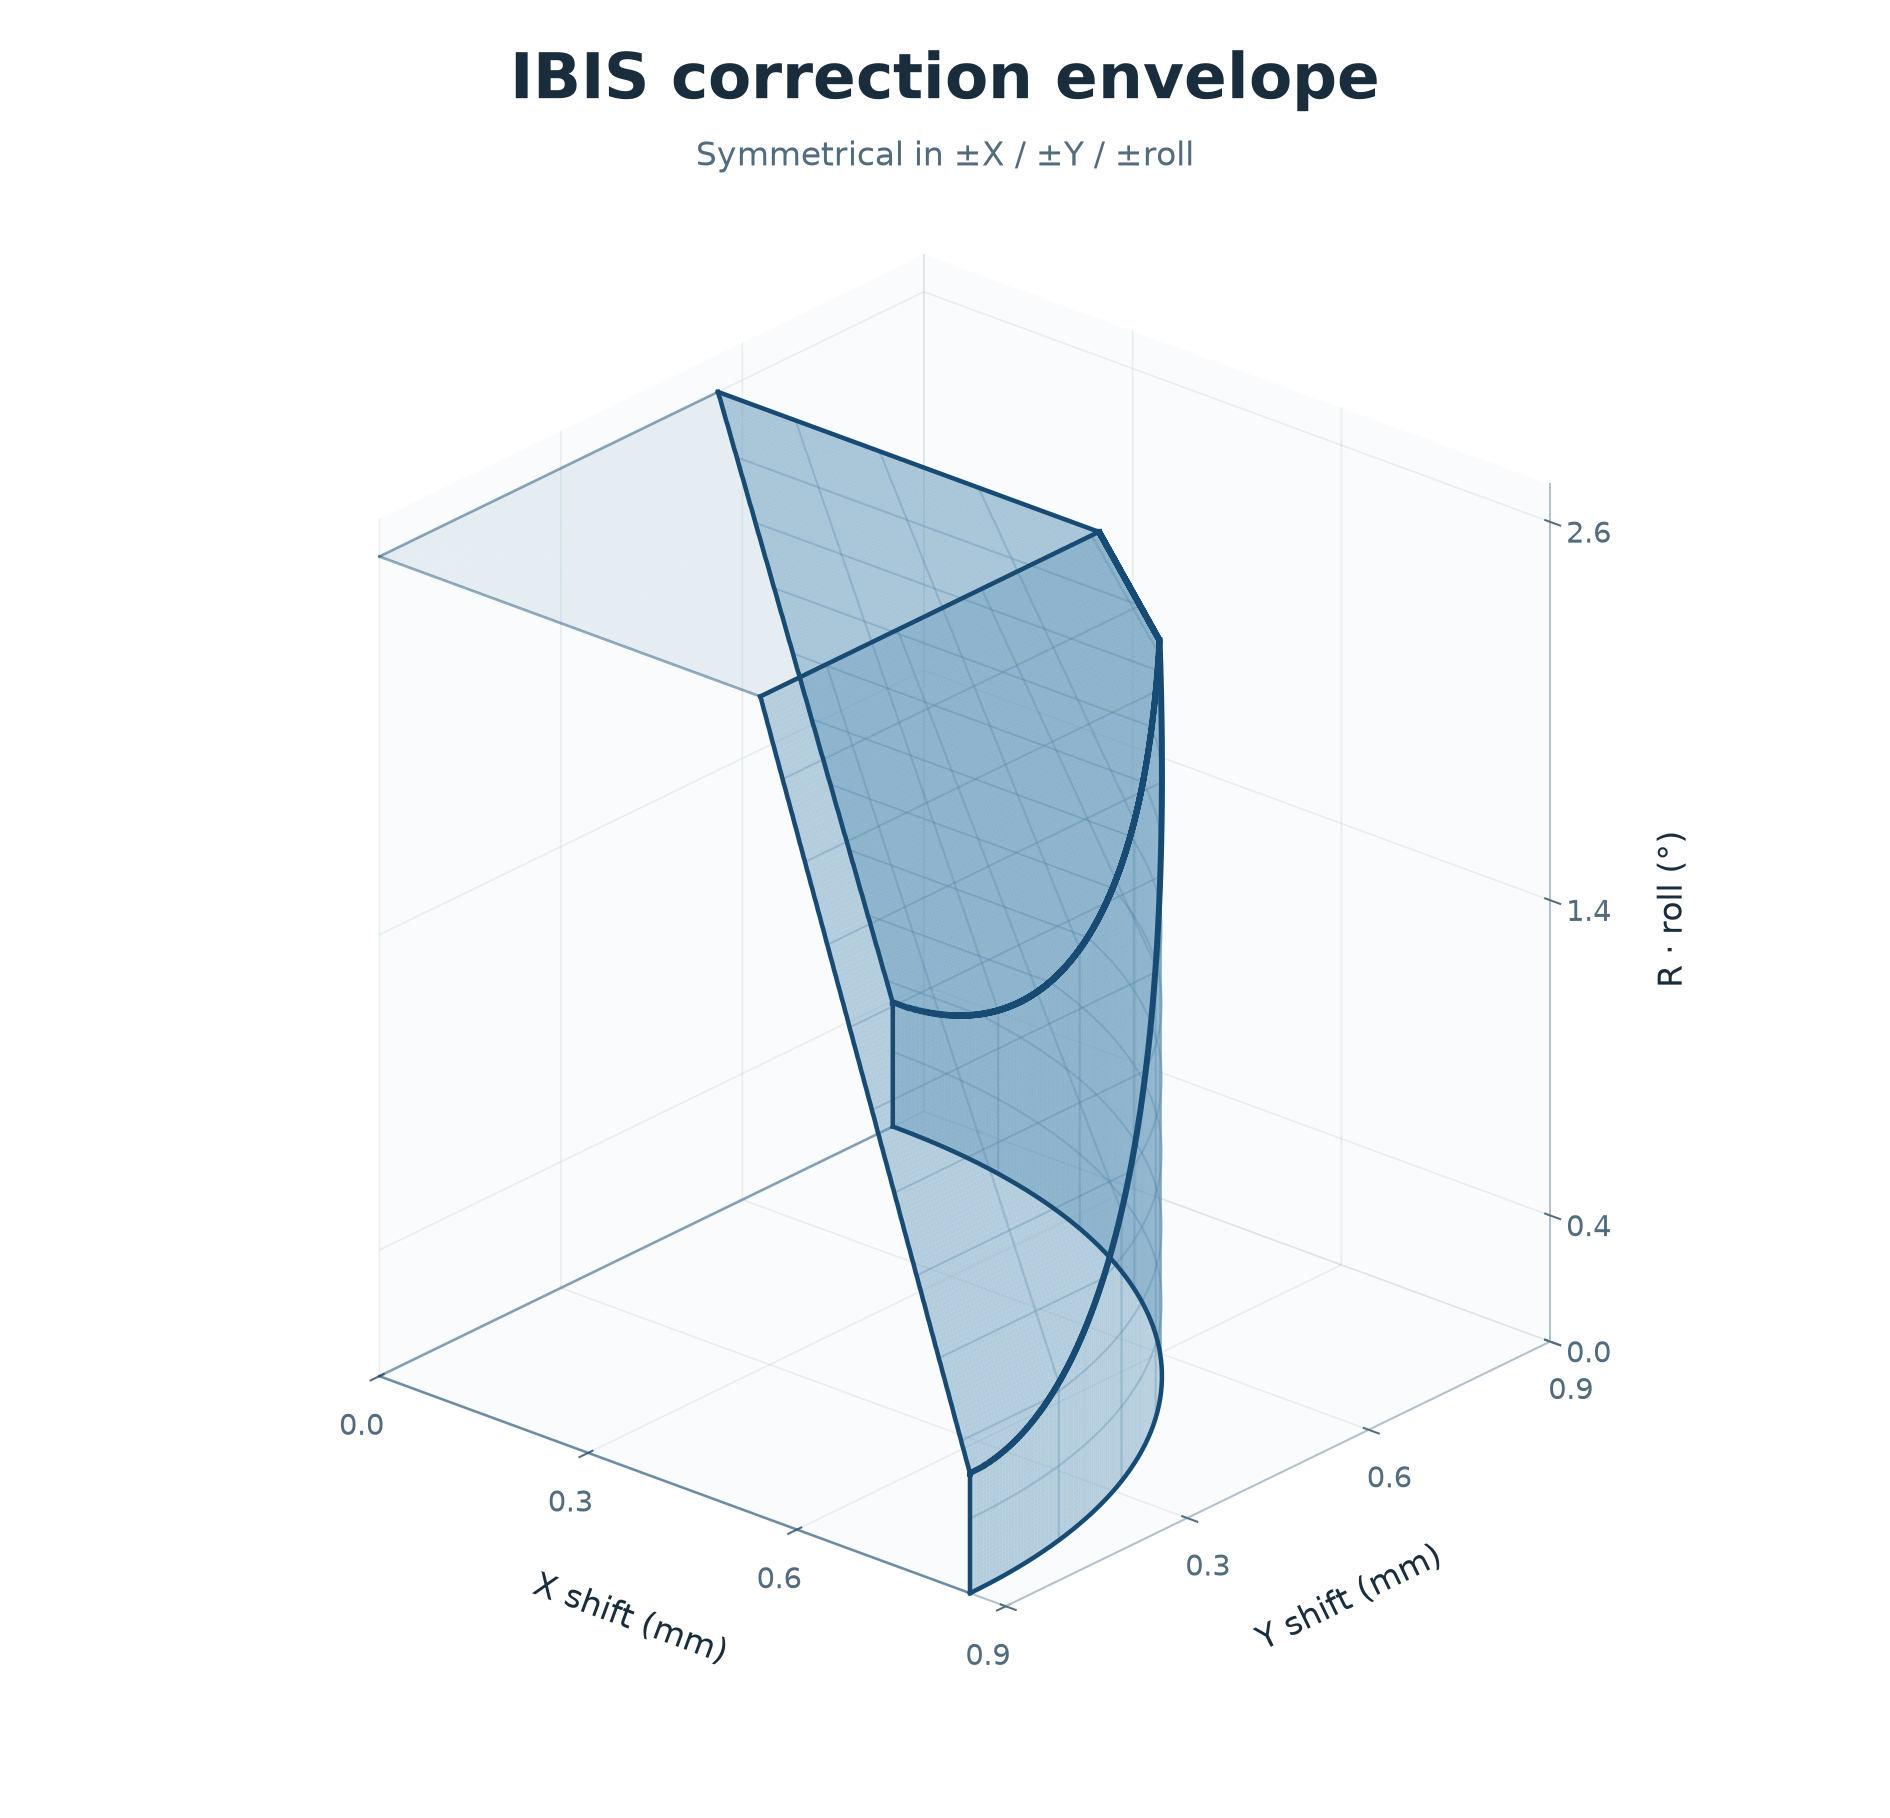 IBIS correction envelope
Symmetrical in ±X / ±Y / ±roll
2.6
1.4
R · roll (°)
0.4
0.0
0.9
0.0
0.6
0.3
0.3
0.6
0.9
X shift (mm)
Y shift (mm)